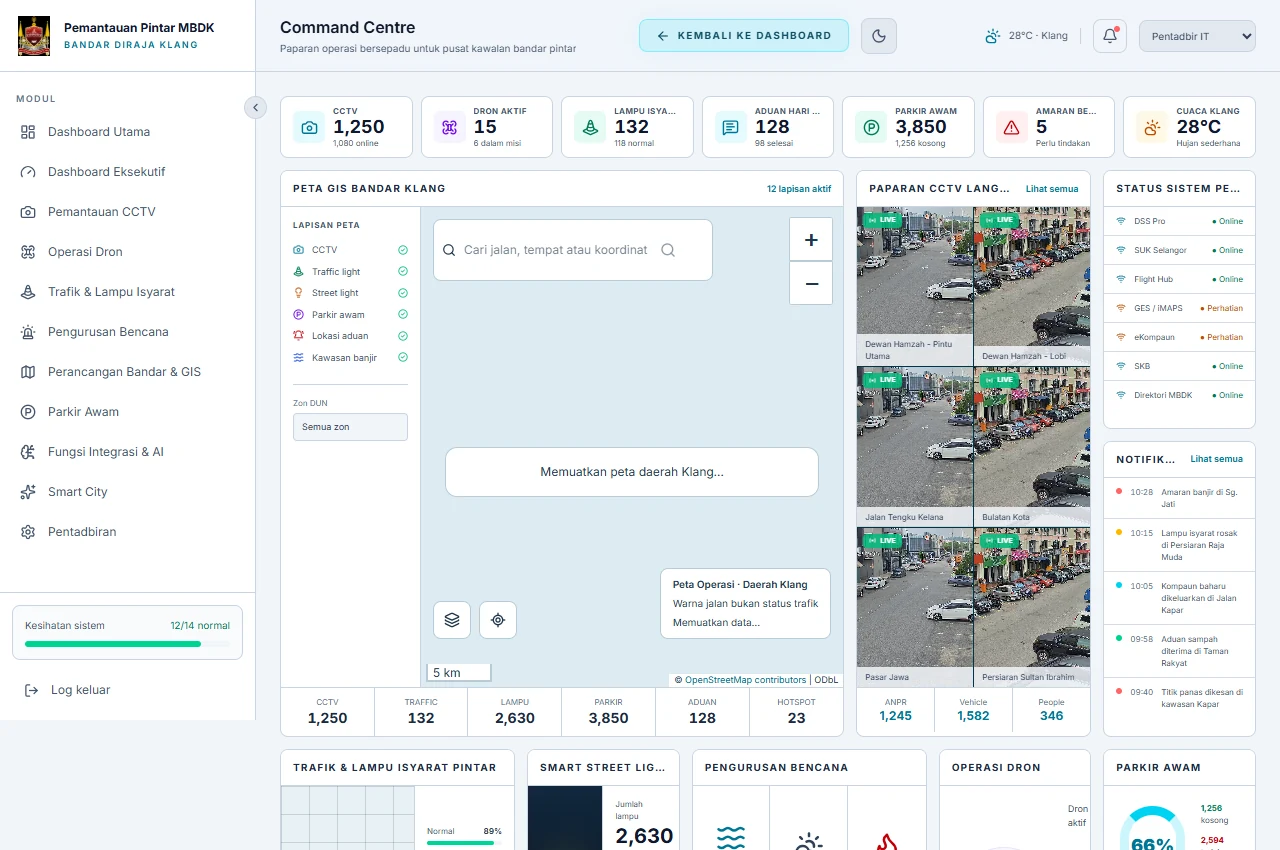 Pemantauan Pintar MBDK
BANDAR DIRAJA KLANG
MODUL
Dashboard Utama
Dashboard Eksekutif
Pemantauan CCTV
Operasi Dron
Trafik & Lampu Isyarat
Pengurusan Bencana
Perancangan Bandar & GIS
Parkir Awam
Fungsi Integrasi & AI
Smart City
Pentadbiran
Kesihatan sistem
12/14 normal
Log keluar
Command Centre
Paparan operasi bersepadu untuk pusat kawalan bandar pintar
KEMBALI KE DASHBOARD
28°C · Klang
Pentadbir IT
CCTV
1,250
1,080 online
DRON AKTIF
15
6 dalam misi
LAMPU ISYA...
132
118 normal
ADUAN HARI ...
128
98 selesai
PARKIR AWAM
3,850
1,256 kosong
AMARAN BE...
5
Perlu tindakan
CUACA KLANG
28°C
Hujan sederhana
PETA GIS BANDAR KLANG
12 lapisan aktif
LAPISAN PETA
CCTV
Traffic light
Street light
Parkir awam
Lokasi aduan
Kawasan banjir
Zon DUN
Semua zon
Cari jalan, tempat atau koordinat
+
−
Memuatkan peta daerah Klang...
Peta Operasi · Daerah Klang
Warna jalan bukan status trafik
Memuatkan data...
5 km
© OpenStreetMap contributors | ODbL
CCTV
1,250
TRAFFIC
132
LAMPU
2,630
PARKIR
3,850
ADUAN
128
HOTSPOT
23
PAPARAN CCTV LANG...
Lihat semua
LIVE
Dewan Hamzah - Pintu
Utama
LIVE
Dewan Hamzah - Lobi
LIVE
Jalan Tengku Kelana
LIVE
Bulatan Kota
LIVE
Pasar Jawa
LIVE
Persiaran Sultan Ibrahim
ANPR
1,245
Vehicle
1,582
People
346
STATUS SISTEM PE...
DSS Pro
Online
SUK Selangor
Online
Flight Hub
Online
GES / iMAPS
Perhatian
eKompaun
Perhatian
SKB
Online
Direktori MBDK
Online
NOTIFIK...
Lihat semua
10:28
Amaran banjir di Sg.
Jati
10:15
Lampu isyarat rosak
di Persiaran Raja
Muda
10:05
Kompaun baharu
dikeluarkan di Jalan
Kapar
09:58
Aduan sampah
diterima di Taman
Rakyat
09:40
Titik panas dikesan di
kawasan Kapar
TRAFIK & LAMPU ISYARAT PINTAR
Normal
89%
SMART STREET LIG...
Jumlah
lampu
2,630
PENGURUSAN BENCANA
OPERASI DRON
Dron
aktif
PARKIR AWAM
66%
1,256
kosong
2,594